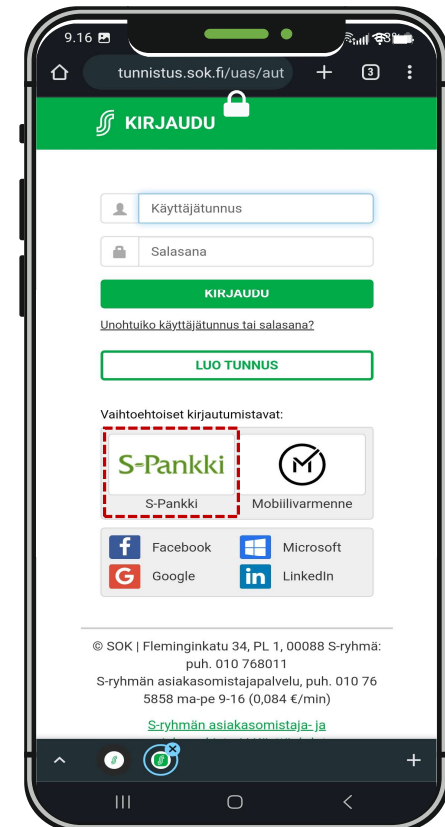 9.16
tunnistus.sok.fi/uas/aut
3
KIRJAUDU
Käyttäjätunnus
Salasana
KIRJAUDU
Unohtuiko käyttäjätunnus tai salasana?
LUO TUNNUS
Vaihtoehtoiset kirjautumistavat:
S-Pankki
S-Pankki
Mobiilivarmenne
Facebook
Microsoft
Google
LinkedIn
© SOK | Fleminginkatu 34, PL 1, 00088 S-ryhmä:
puh. 010 768011
S-ryhmän asiakasomistajapalvelu, puh. 010 76
5858 ma-pe 9-16 (0,084 €/min)
S-ryhmän asiakasomistaja- ja